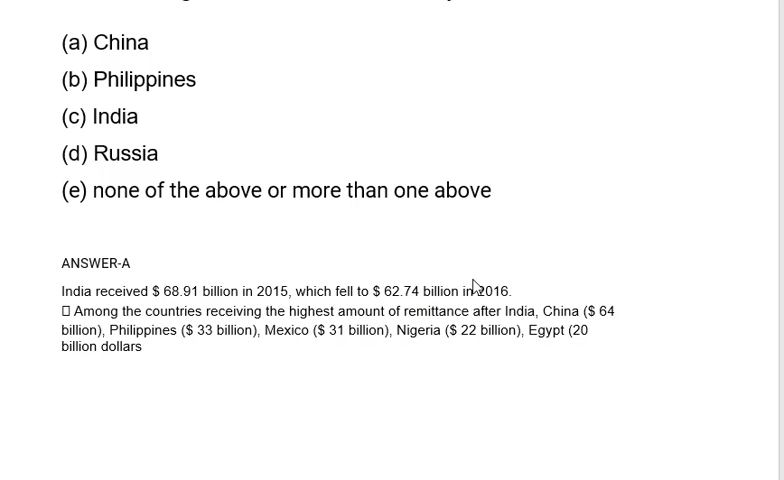 (a) China
(b) Philippines
(c) India
(d) Russia
(e) none of the above or more than one above
ANSWER-A
India received $ 68.91 billion in 2015, which fell to $ 62.74 billion in 2016.
Among the countries receiving the highest amount of remittance after India, China ($ 64
billion), Philippines ($ 33 billion), Mexico ($ 31 billion), Nigeria ($ 22 billion), Egypt (20
billion dollars